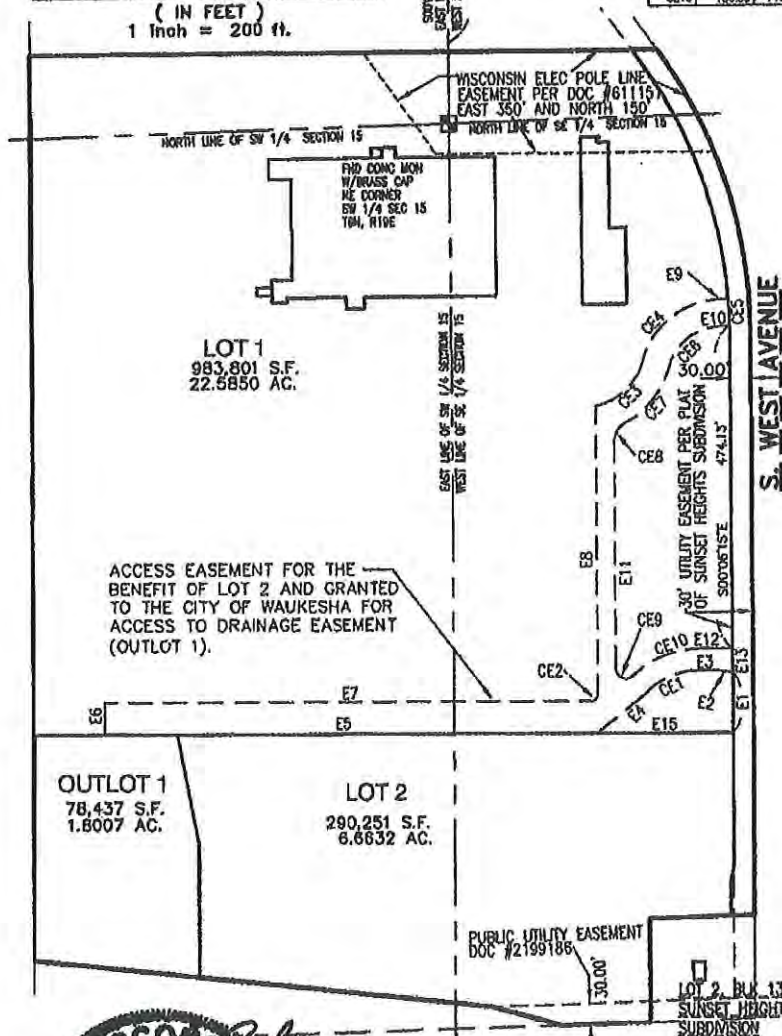 ( IN FEET )
1 inch = 200 ft.
WISCONSIN ELEC POLE LINE
EASEMENT PER DOC #61115
EAST 350' AND NORTH 150'
NORTH LINE OF SW 1/4 SECTION 15
NORTH LINE OF SE 1/4 SECTION 15
FND CONC MON
W/BRASS CAP
NE CORNER
SW 1/4 SEC 15
T6N, R19E
LOT 1
983,801 S.F.
22.5850 AC.
EAST LINE OF SW 1/4 SECTION 15
WEST LINE OF SE 1/4 SECTION 15
E9
CE4
E10
CE5
CE6
30.00'
CE3
CE7
CE8
S. WEST AVENUE
30' UTILITY EASEMENT PER PLAT
OF SUNSET HEIGHTS SUBDIVISION
S00°06'15"E
474.13'
E8
E11
ACCESS EASEMENT FOR THE
BENEFIT OF LOT 2 AND GRANTED
TO THE CITY OF WAUKESHA FOR
ACCESS TO DRAINAGE EASEMENT
(OUTLOT 1).
CE9
CE10
E12
E13
CE2
CE1
E3
E2
E1
E4
E15
E7
E6
E5
OUTLOT 1
78,437 S.F.
1.8007 AC.
LOT 2
290,251 S.F.
6.6632 AC.
PUBLIC UTILITY EASEMENT
DOC #2199186
30.00'
LOT 2, BLK 13
SUNSET HEIGHTS
SUBDIVISION